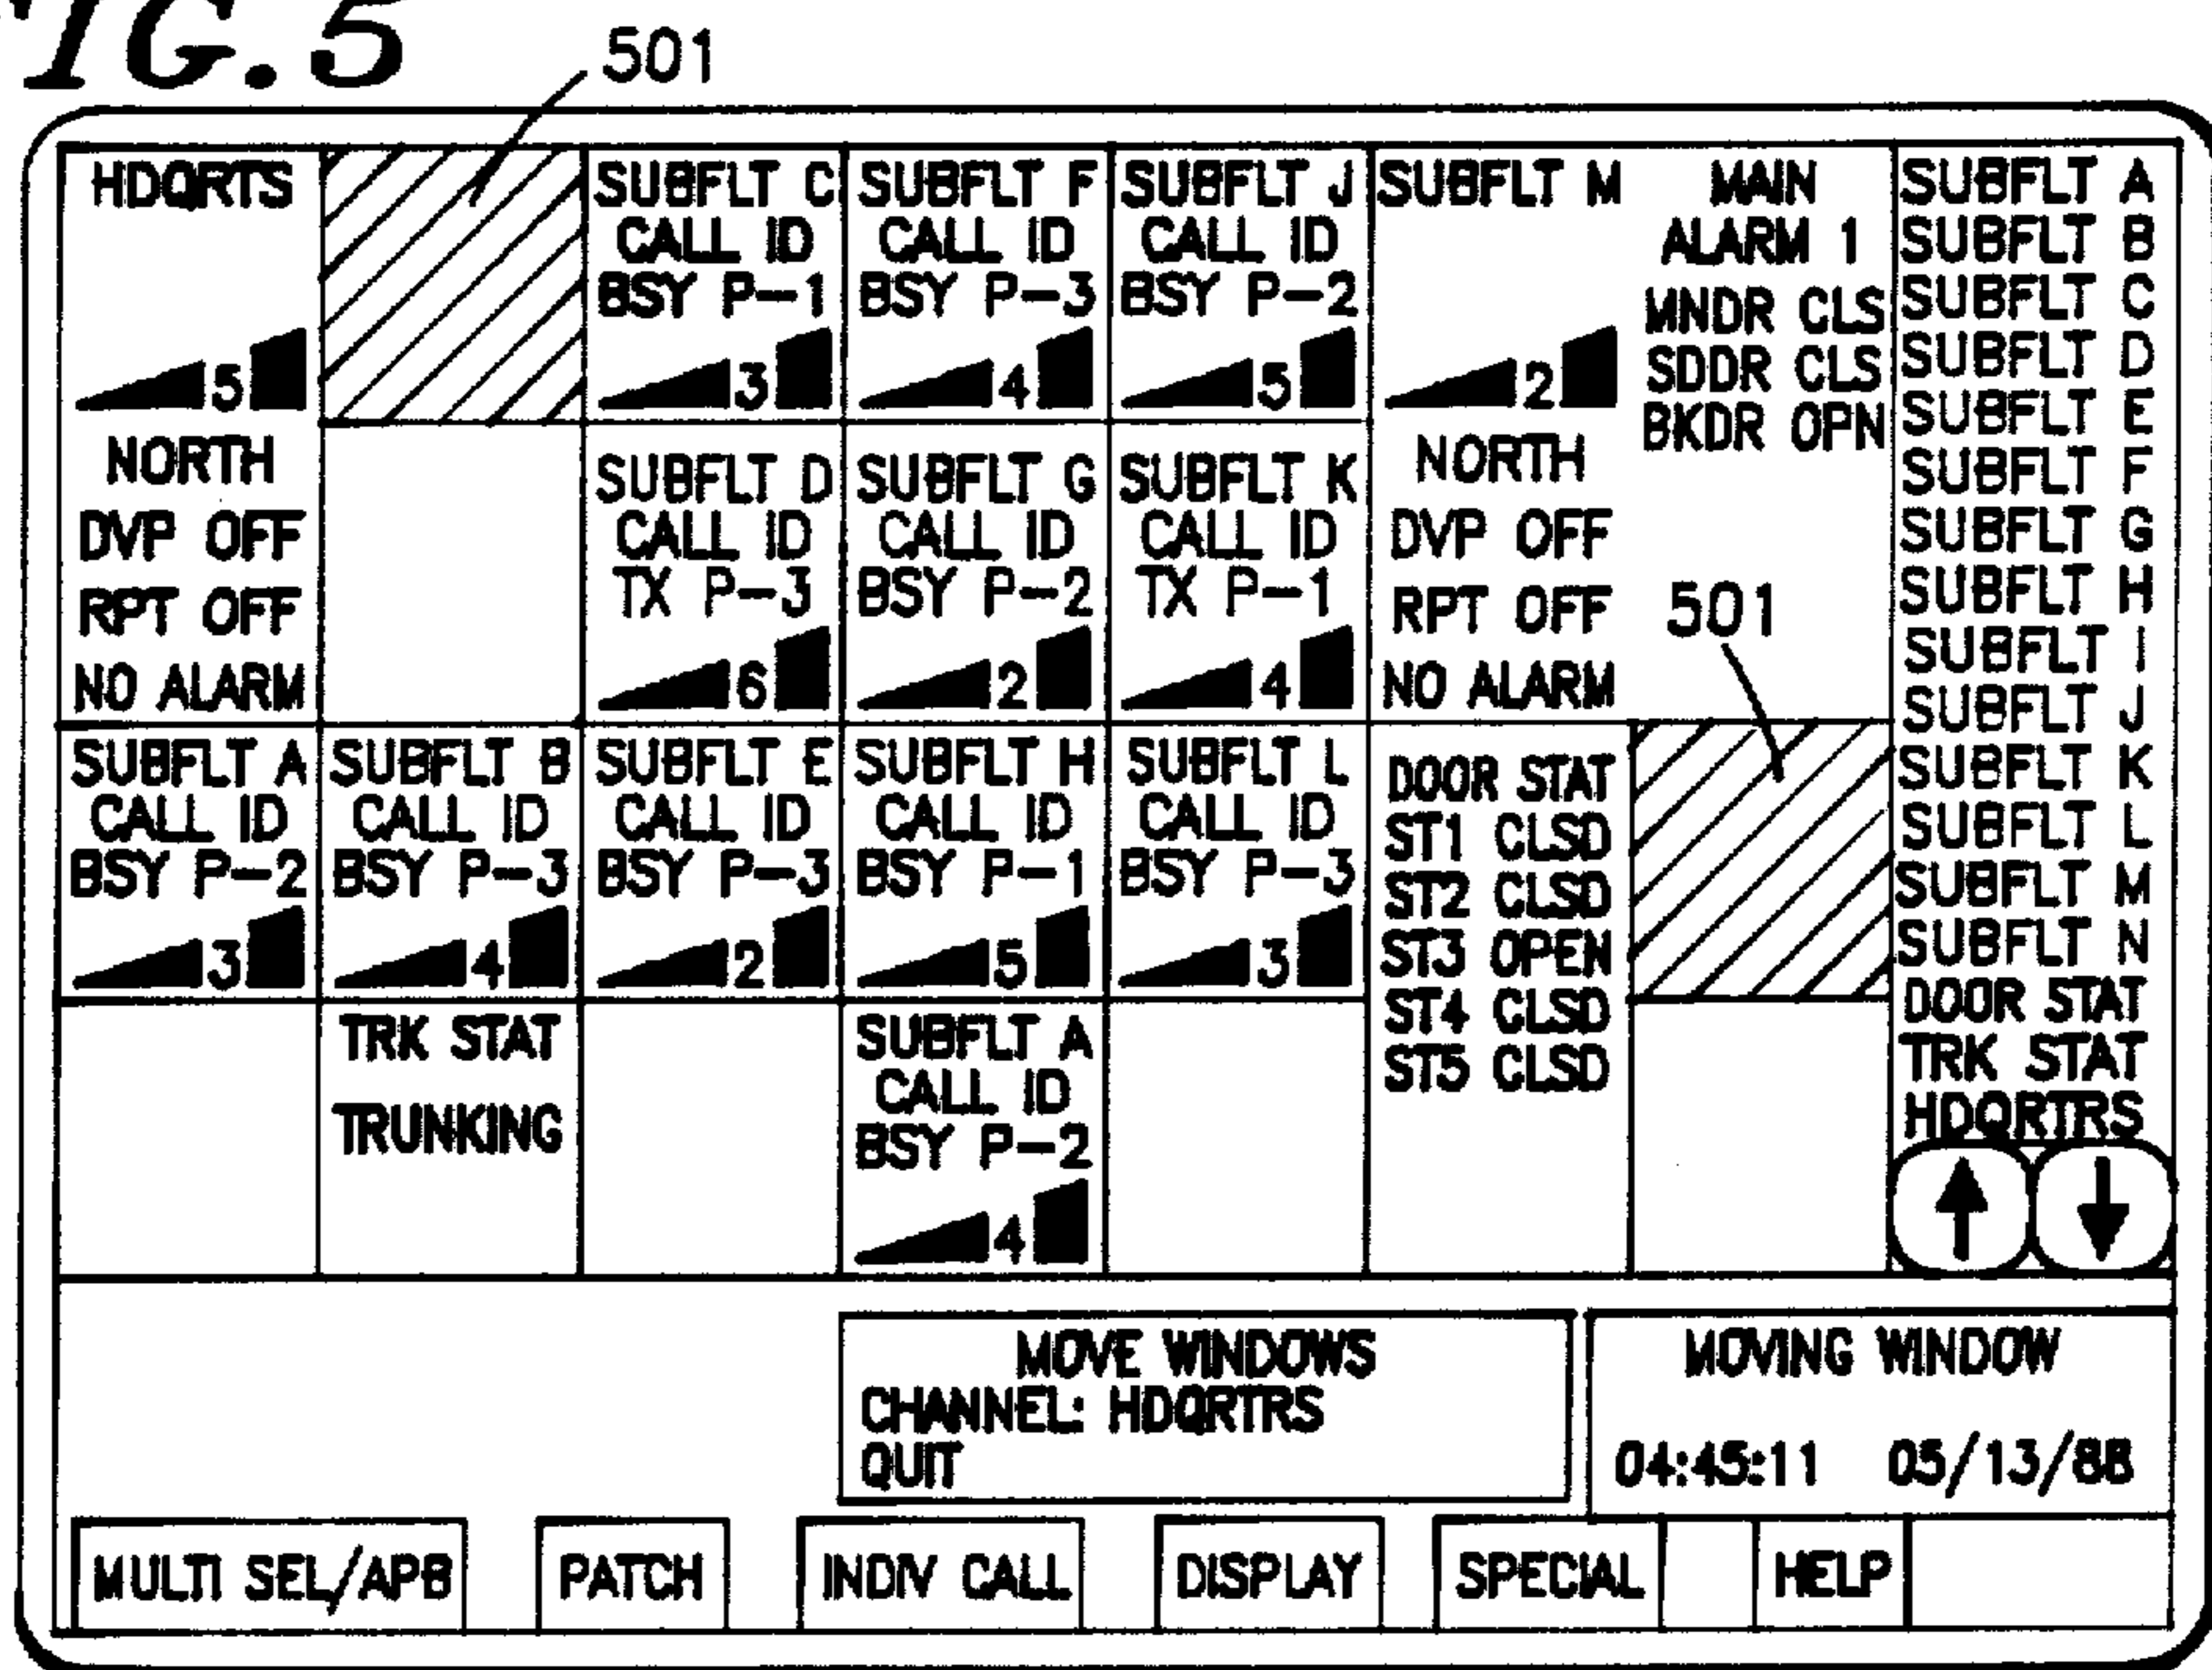 FIG. 5
501
HDQRTS
5
NORTH
DVP OFF
RPT OFF
NO ALARM
SUBFLT C
CALL ID
BSY P-1
3
SUBFLT F
CALL ID
BSY P-3
4
SUBFLT J
CALL ID
BSY P-2
5
SUBFLT M
2
NORTH
DVP OFF
RPT OFF
NO ALARM
MAIN
ALARM 1
MNDR CLS
SDDR CLS
BKDR OPN
SUBFLT D
CALL ID
TX P-3
6
SUBFLT G
CALL ID
BSY P-2
2
SUBFLT K
CALL ID
TX P-1
4
501
SUBFLT A
CALL ID
BSY P-2
3
SUBFLT B
CALL ID
BSY P-3
4
SUBFLT E
CALL ID
BSY P-3
2
SUBFLT H
CALL ID
BSY P-1
5
SUBFLT L
CALL ID
BSY P-3
3
DOOR STAT
ST1 CLSD
ST2 CLSD
ST3 OPEN
ST4 CLSD
ST5 CLSD
TRK STAT
TRUNKING
SUBFLT A
CALL ID
BSY P-2
4
SUBFLT A
SUBFLT B
SUBFLT C
SUBFLT D
SUBFLT E
SUBFLT F
SUBFLT G
SUBFLT H
SUBFLT I
SUBFLT J
SUBFLT K
SUBFLT L
SUBFLT M
SUBFLT N
DOOR STAT
TRK STAT
HDQRTRS
MOVE WINDOWS
CHANNEL: HDQRTRS
QUIT
MOVING WINDOW
04:45:11 05/13/88
MULTI SEL/APB
PATCH
INDIV CALL
DISPLAY
SPECIAL
HELP